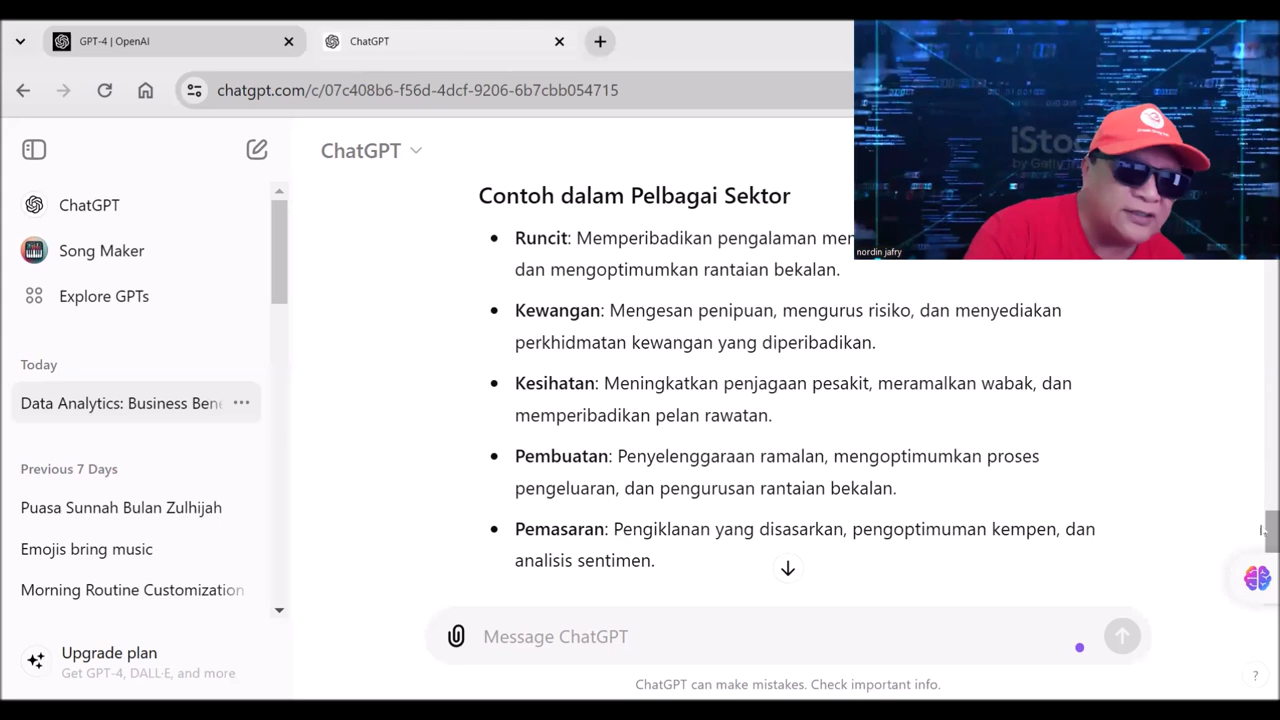 GPT-4 | OpenAI
ChatGPT
chatgpt.com/c/07c408b6-f56d-4dcf-9206-6b7cbb054715
iStoc
by Getty
nordin jafry
ChatGPT
Song Maker
Explore GPTs
Today
Data Analytics: Business Ben
Previous 7 Days
Puasa Sunnah Bulan Zulhijah
Emojis bring music
Morning Routine Customization
Upgrade plan
Get GPT-4, DALL·E, and more
ChatGPT
Contoh dalam Pelbagai Sektor
• Runcit: Memperibadikan pengalaman
dan mengoptimumkan rantaian bekalan.
• Kewangan: Mengesan penipuan, mengurus risiko, dan menyediakan
perkhidmatan kewangan yang diperibadikan.
• Kesihatan: Meningkatkan penjagaan pesakit, meramalkan wabak, dan
memperibadikan pelan rawatan.
• Pembuatan: Penyelenggaraan ramalan, mengoptimumkan proses
pengeluaran, dan pengurusan rantaian bekalan.
• Pemasaran: Pengiklanan yang disasarkan, pengoptimuman kempen, dan
analisis sentimen.
Message ChatGPT
ChatGPT can make mistakes. Check important info.
?